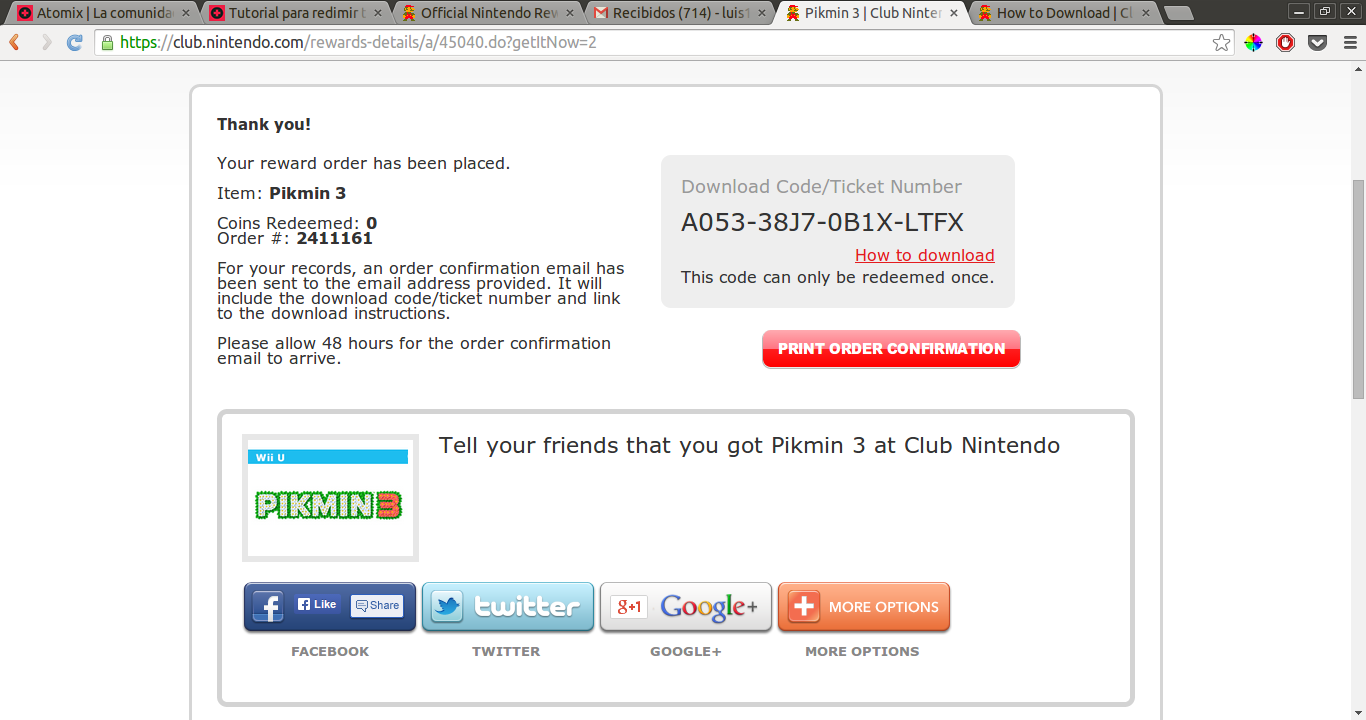 Atomix | La comunida
Tutorial para redimir t
Official Nintendo Rew
Recibidos (714) - luis1
Pikmin 3 | Club Ninter
How to Download | Cl
https://club.nintendo.com/rewards-details/a/45040.do?getItNow=2
Thank you!
Your reward order has been placed.
Item: Pikmin 3
Coins Redeemed: 0
Order #: 2411161
For your records, an order confirmation email has
been sent to the email address provided. It will
include the download code/ticket number and link
to the download instructions.
Please allow 48 hours for the order confirmation
email to arrive.
Download Code/Ticket Number
A053-38J7-0B1X-LTFX
How to download
This code can only be redeemed once.
PRINT ORDER CONFIRMATION
Wii U
PIKMIN 3
Tell your friends that you got Pikmin 3 at Club Nintendo
f Like Share
twitter
g+1 Google+
MORE OPTIONS
FACEBOOK
TWITTER
GOOGLE+
MORE OPTIONS